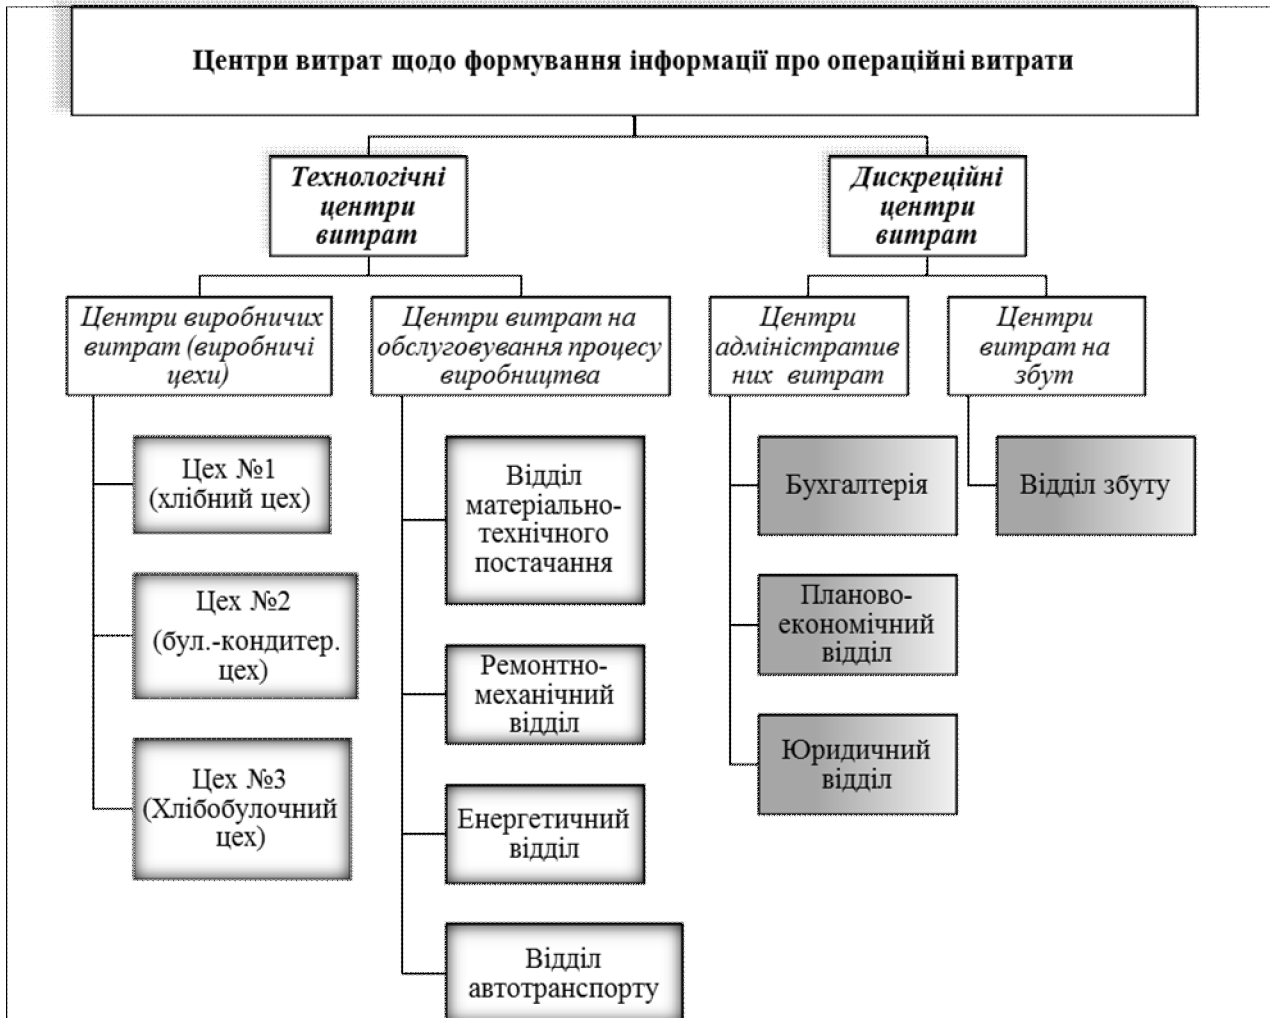 Центри витрат щодо формування інформації про операційні витрати
Технологічні
центри
витрат
Дискреційні
центри
витрат
Центри виробничих
витрат (виробничі
цехи)
Центри витрат на
обслуговування процесу
виробництва
Центри
адміністратив
них витрат
Центри
витрат на
збут
Цех №1
(хлібний цех)
Цех №2
(бул.-кондитер.
цех)
Цех №3
(Хлібобулочний
цех)
Відділ
матеріально-
технічного
постачання
Ремонтно-
механічний
відділ
Енергетичний
відділ
Відділ
автотранспорту
Бухгалтерія
Планово-
економічний
відділ
Юридичний
відділ
Відділ збуту